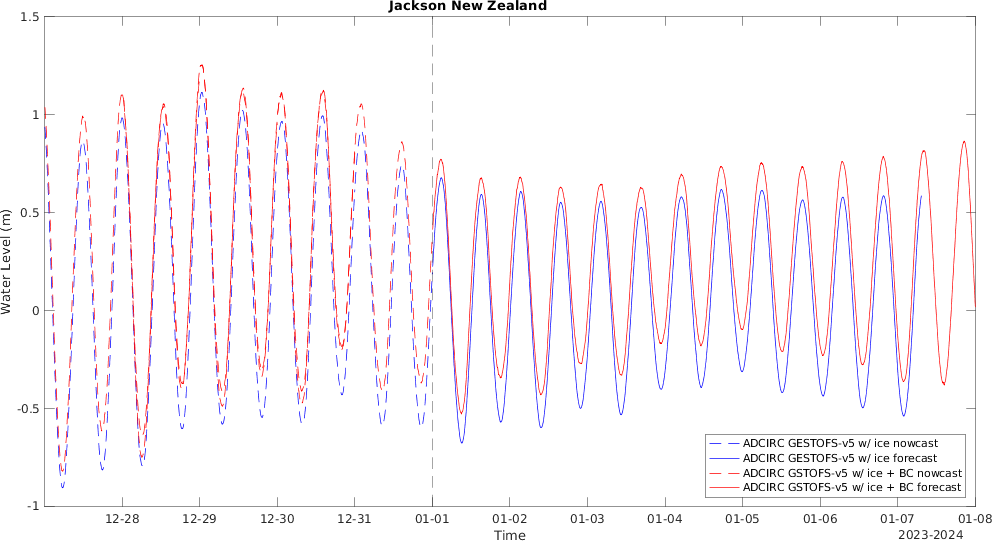 Jackson New Zealand
1.5
1
0.5
0
-0.5
-1
Water Level (m)
12-28
12-29
12-30
12-31
01-01
01-02
01-03
01-04
01-05
01-06
01-07
01-08
Time
2023-2024
ADCIRC GESTOFS-v5 w/ ice nowcast
ADCIRC GESTOFS-v5 w/ ice forecast
ADCIRC GSTOFS-v5 w/ ice + BC nowcast
ADCIRC GSTOFS-v5 w/ ice + BC forecast